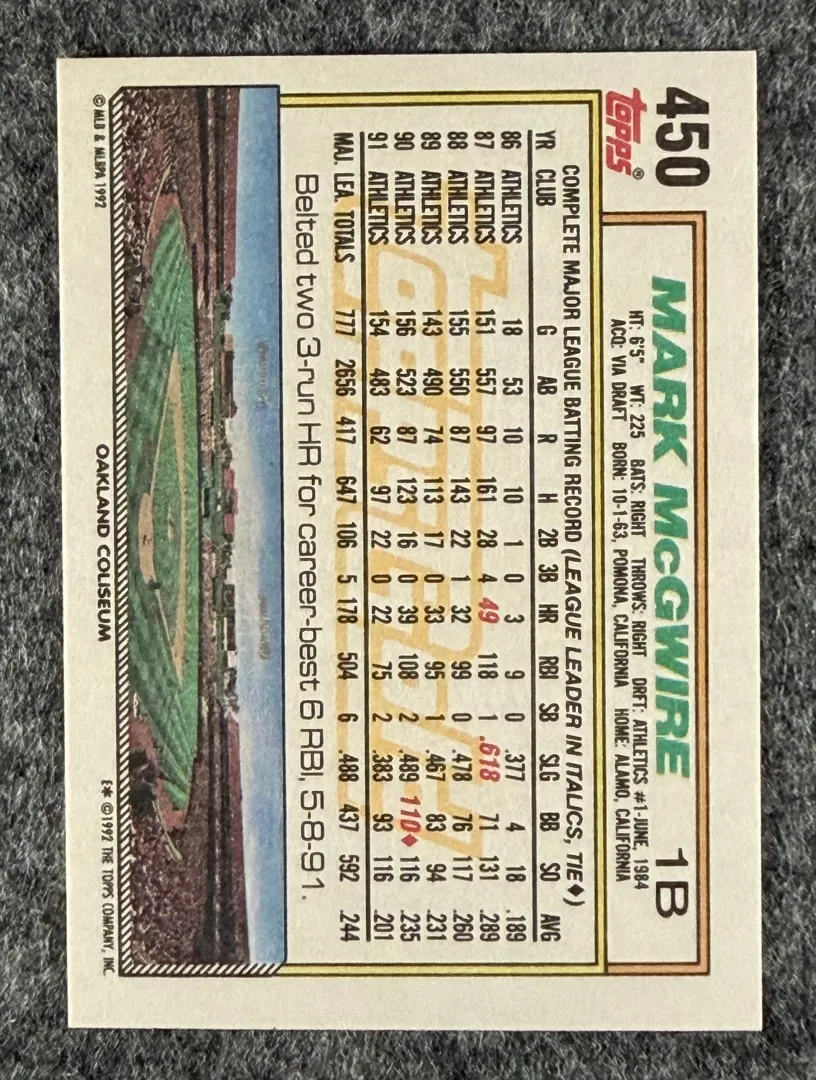 450
Topps®
MARK McGWIRE 1B
HT: 6'5" WT: 225 BATS: RIGHT THROWS: RIGHT DRFT: ATHLETICS #1-JUNE, 1984
ACQ: VIA DRAFT BORN: 10-1-63, POMONA, CALIFORNIA HOME: ALAMO, CALIFORNIA
COMPLETE MAJOR LEAGUE BATTING RECORD (LEAGUE LEADER IN ITALICS, TIE♦)
YR CLUB G AB R H 2B 3B HR RBI SB SLG BB SO AVG
86 ATHLETICS 18 53 10 10 1 0 3 9 0 .377 4 18 .189
87 ATHLETICS 151 557 97 161 28 4 49 118 1 .618 71 131 .289
88 ATHLETICS 155 550 87 143 22 1 32 99 0 .478 76 117 .260
89 ATHLETICS 143 490 74 113 17 0 33 95 1 .467 83 94 .231
90 ATHLETICS 156 523 87 123 16 0 39 108 2 .489 110♦ 116 .235
91 ATHLETICS 154 483 62 97 22 0 22 75 2 .383 93 116 .201
MAJ. LEA. TOTALS 777 2656 417 647 106 5 178 504 6 .488 437 592 .244
Belted two 3-run HR for career-best 6 RBI, 5-8-91.
OAKLAND COLISEUM
© MLB & MLBPA 1992
E* © 1992 THE TOPPS COMPANY, INC.